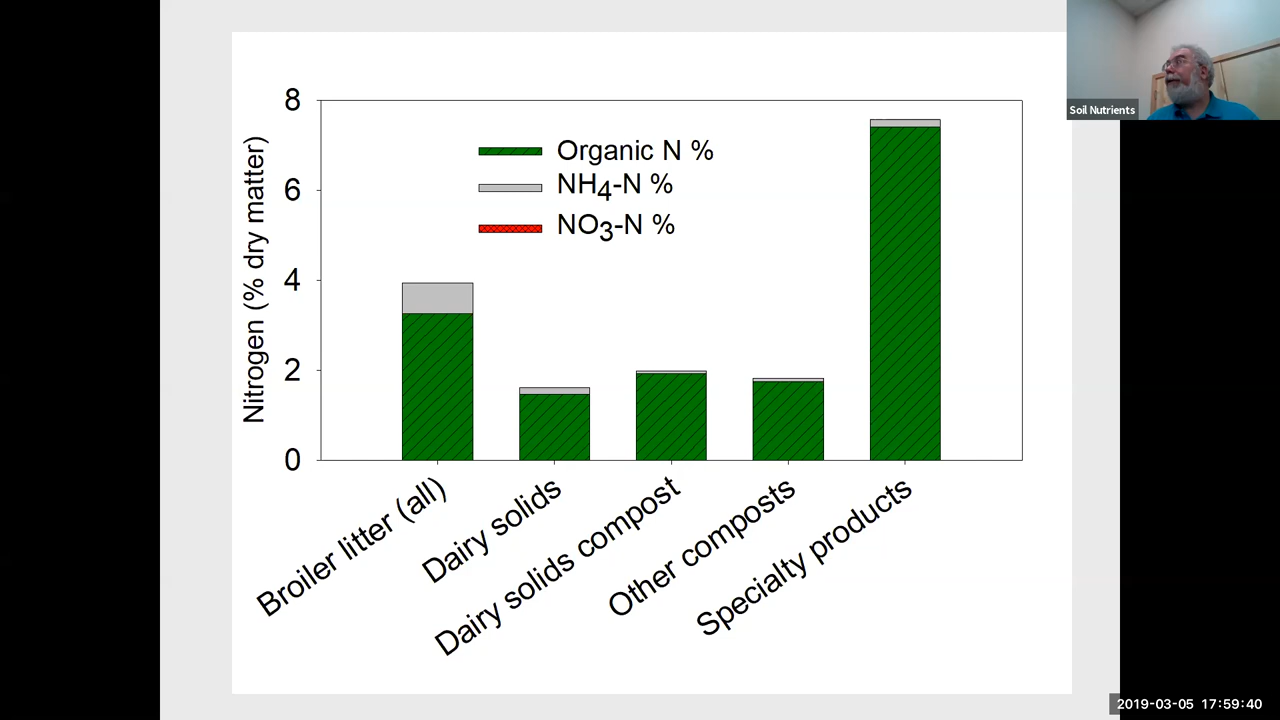 Soil Nutrients
8
6
4
2
0
Nitrogen (% dry matter)
Organic N %
NH4-N %
NO3-N %
Broiler litter (all)
Dairy solids
Dairy solids compost
Other composts
Specialty products
2019-03-05 17:59:40